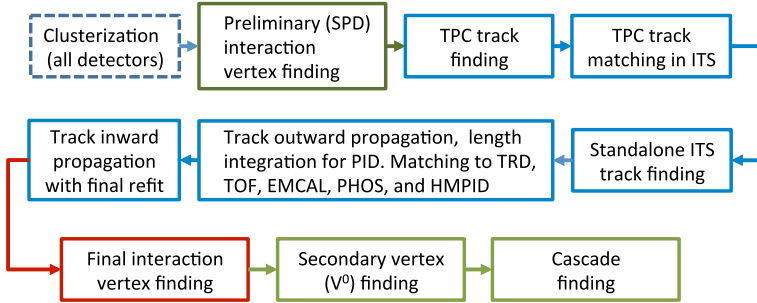 Clusterization
(all detectors)
Preliminary (SPD)
interaction
vertex finding
TPC track
finding
TPC track
matching in ITS
Track inward
propagation
with final refit
Track outward propagation, length
integration for PID. Matching to TRD,
TOF, EMCAL, PHOS, and HMPID
Standalone ITS
track finding
Final interaction
vertex finding
Secondary vertex
(V⁰) finding
Cascade
finding